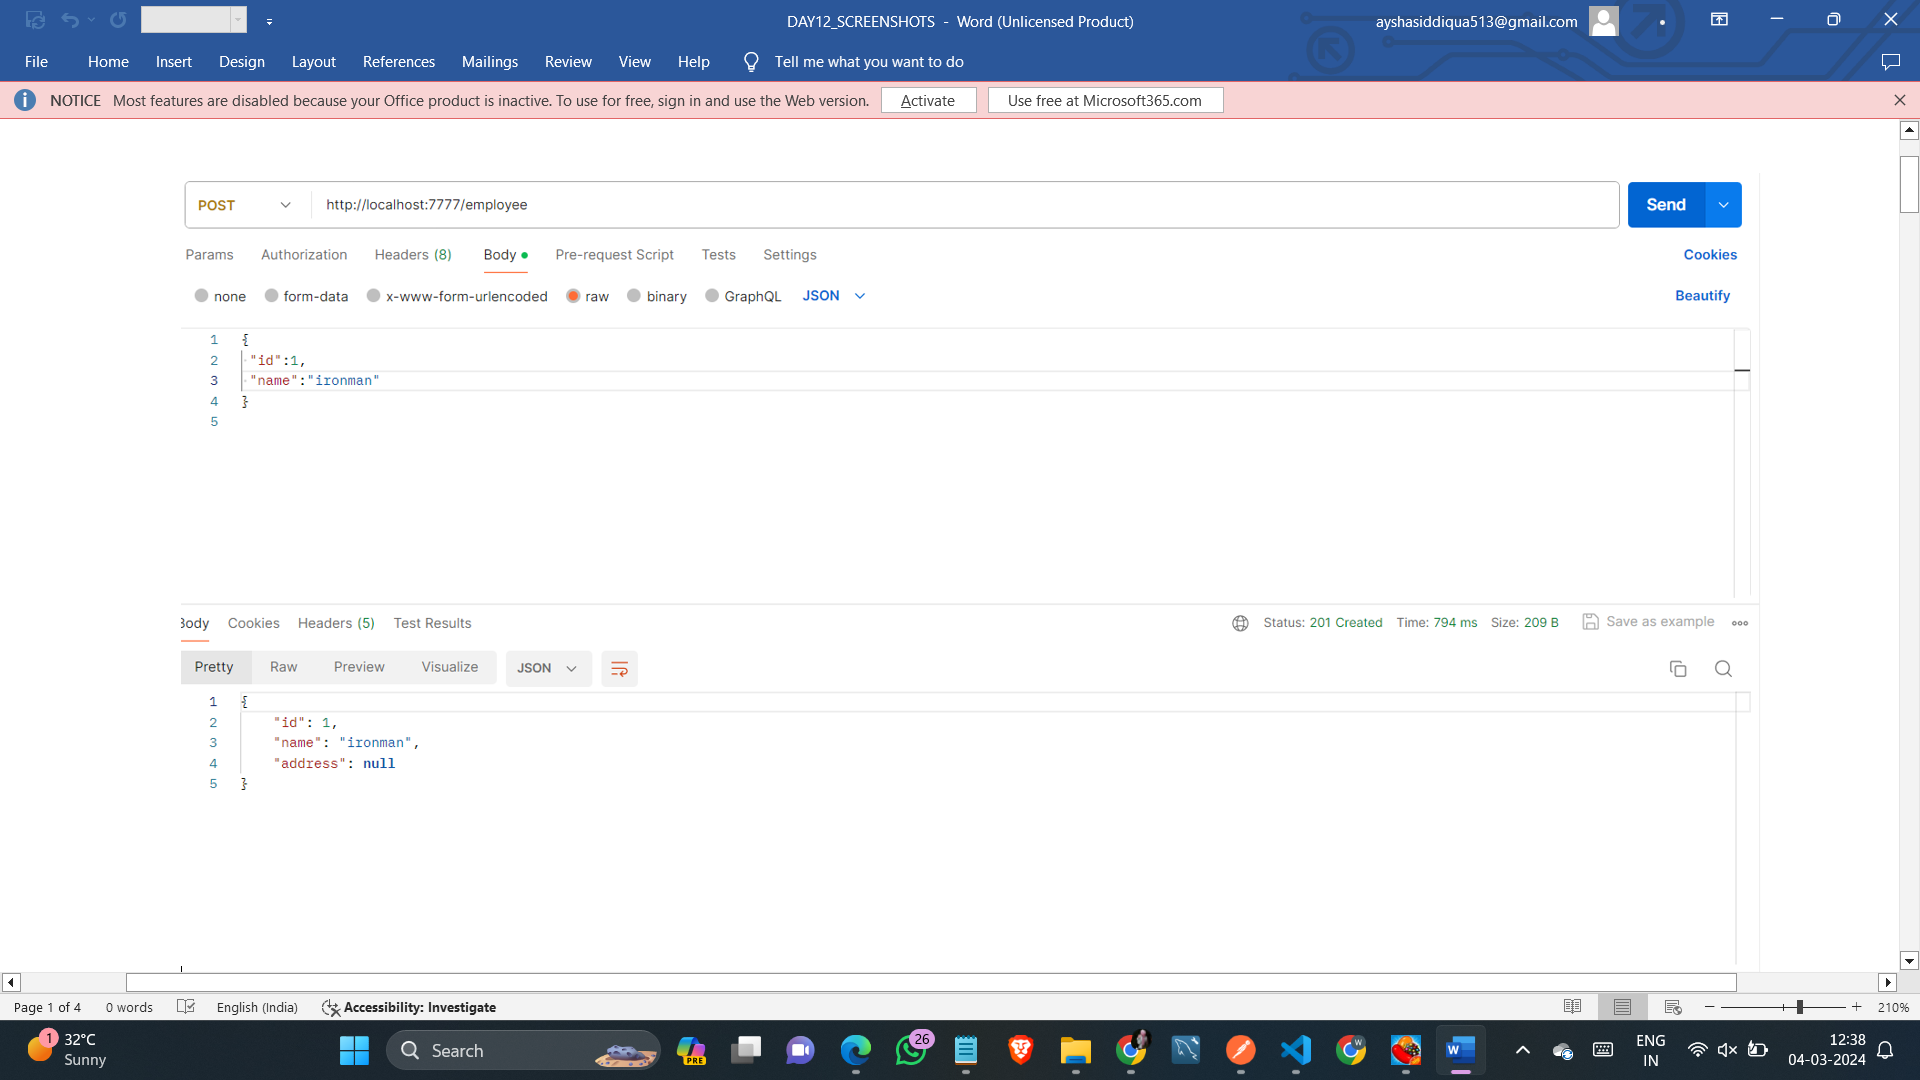 DAY12_SCREENSHOTS - Word (Unlicensed Product)
ayshasiddiqua513@gmail.com
File Home Insert Design Layout References Mailings Review View Help Tell me what you want to do
NOTICE Most features are disabled because your Office product is inactive. To use for free, sign in and use the Web version. Activate Use free at Microsoft365.com
POST http://localhost:7777/employee Send
Params Authorization Headers (8) Body Pre-request Script Tests Settings Cookies
none form-data x-www-form-urlencoded raw binary GraphQL JSON Beautify
1 {
2 "id":1,
3 "name":"ironman"
4 }
5
Body Cookies Headers (5) Test Results Status: 201 Created Time: 794 ms Size: 209 B Save as example
Pretty Raw Preview Visualize JSON
1 {
2 "id": 1,
3 "name": "ironman",
4 "address": null
5 }
Page 1 of 4 0 words English (India) Accessibility: Investigate 210%
1 32°C
Sunny
Search
PRE
26
W
W
ENG
IN
12:38
04-03-2024